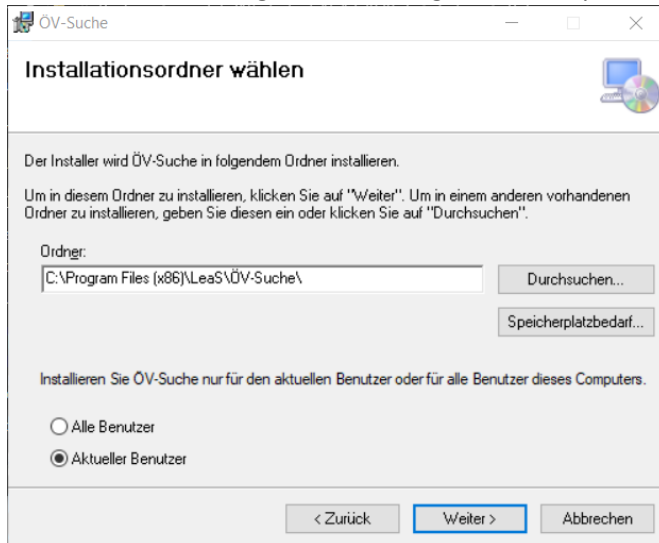 ÖV-Suche
Installationsordner wählen
Der Installer wird ÖV-Suche in folgendem Ordner installieren.
Um in diesem Ordner zu installieren, klicken Sie auf "Weiter". Um in einem anderen vorhandenen
Ordner zu installieren, geben Sie diesen ein oder klicken Sie auf "Durchsuchen".
Ordner:
C:\Program Files (x86)\LeaS\ÖV-Suche\
Durchsuchen...
Speicherplatzbedarf...
Installieren Sie ÖV-Suche nur für den aktuellen Benutzer oder für alle Benutzer dieses Computers.
Alle Benutzer
Aktueller Benutzer
< Zurück
Weiter >
Abbrechen